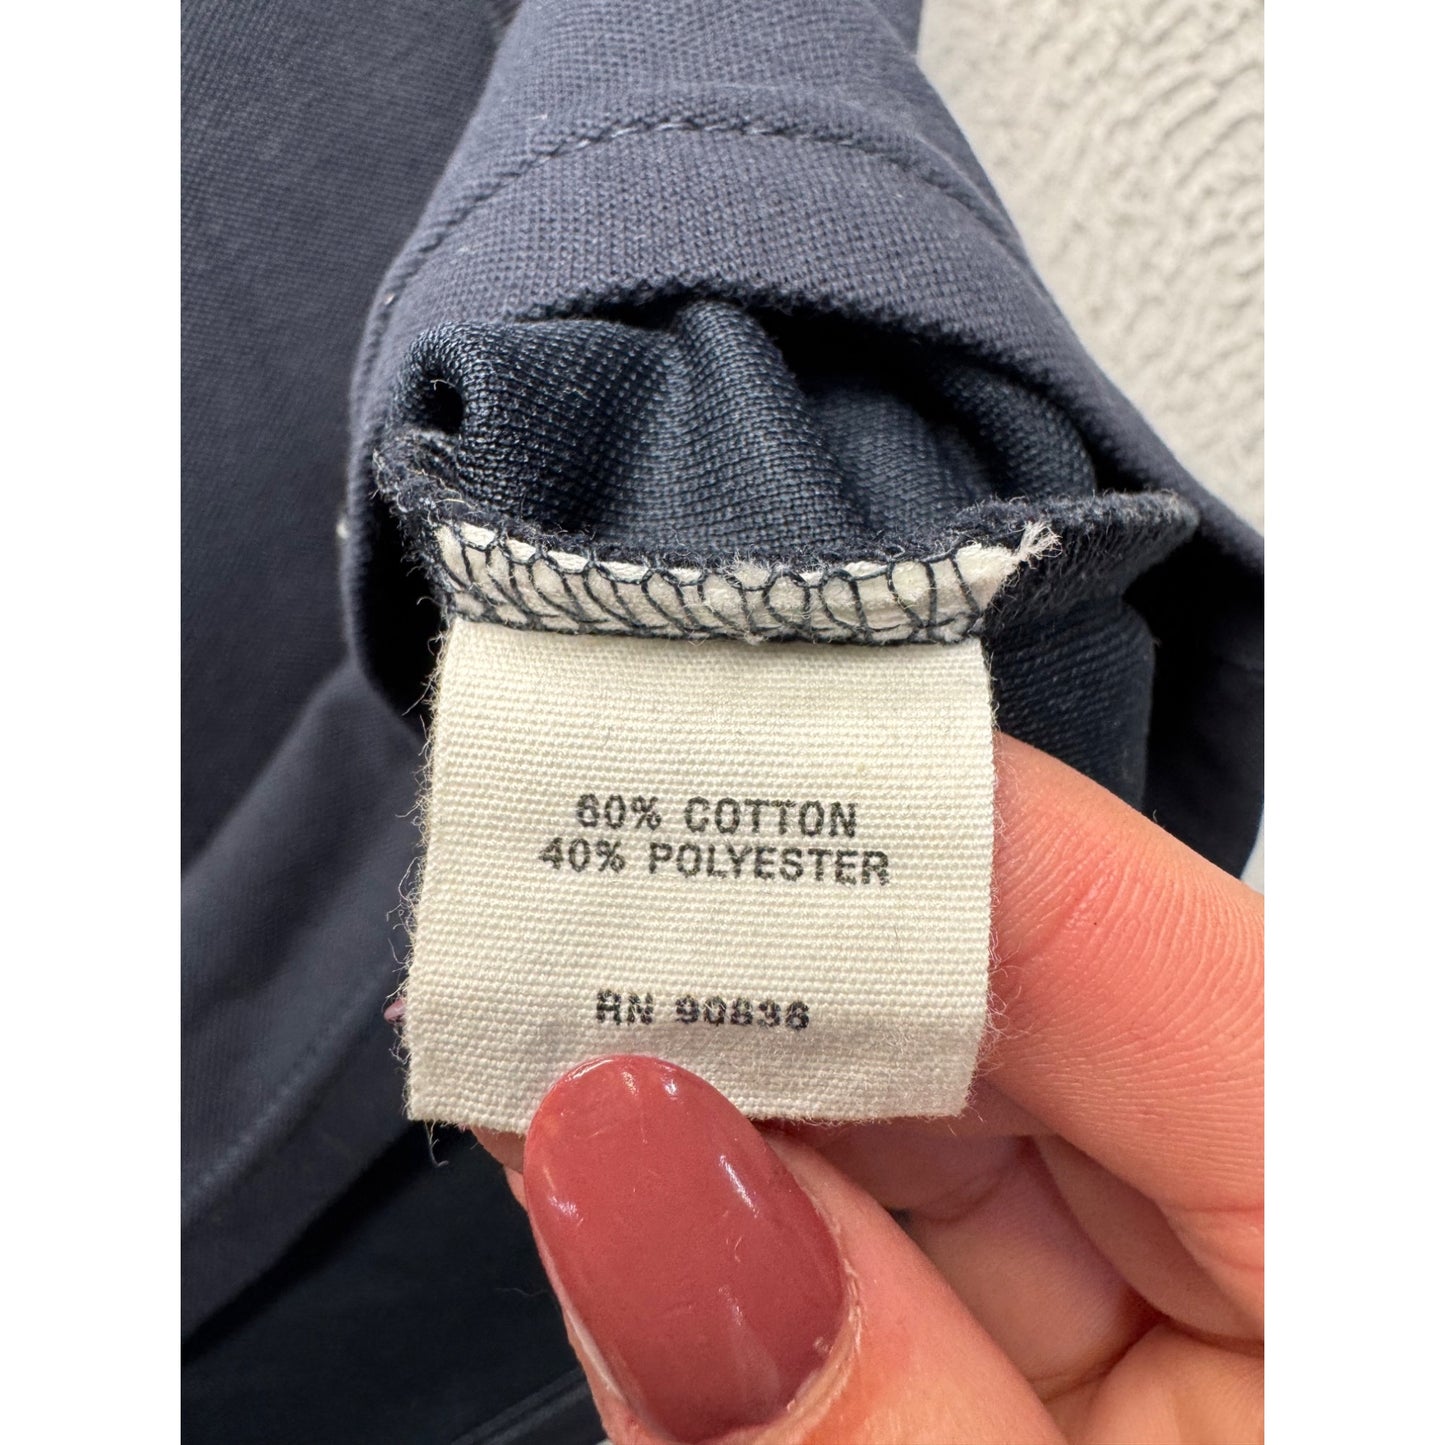 60% COTTON
40% POLYESTER
RN 90836